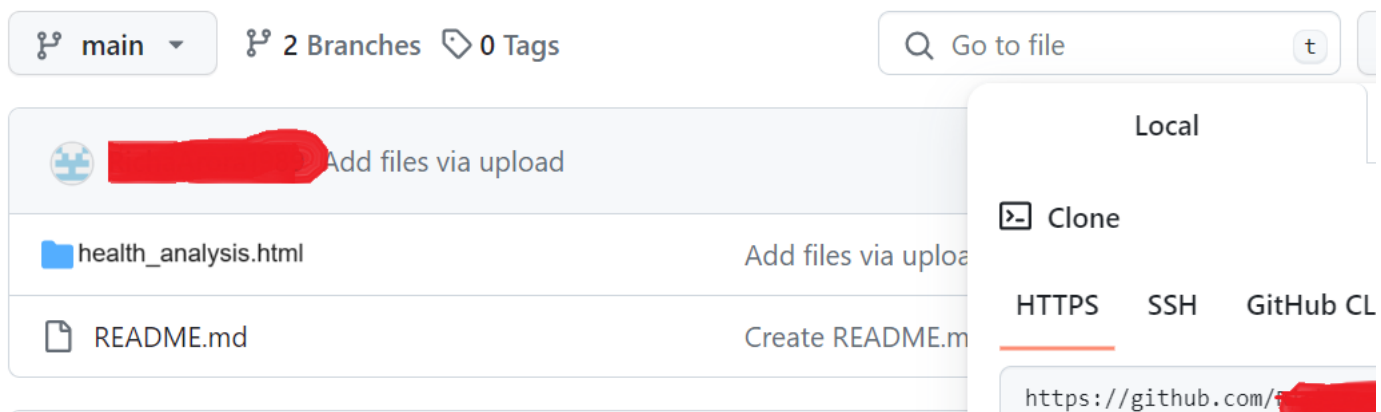 main 2 Branches 0 Tags Go to file t
Local
Add files via upload
Clone
health_analysis.html Add files via uploa
HTTPS SSH GitHub CL
README.md Create README.m
https://github.com/